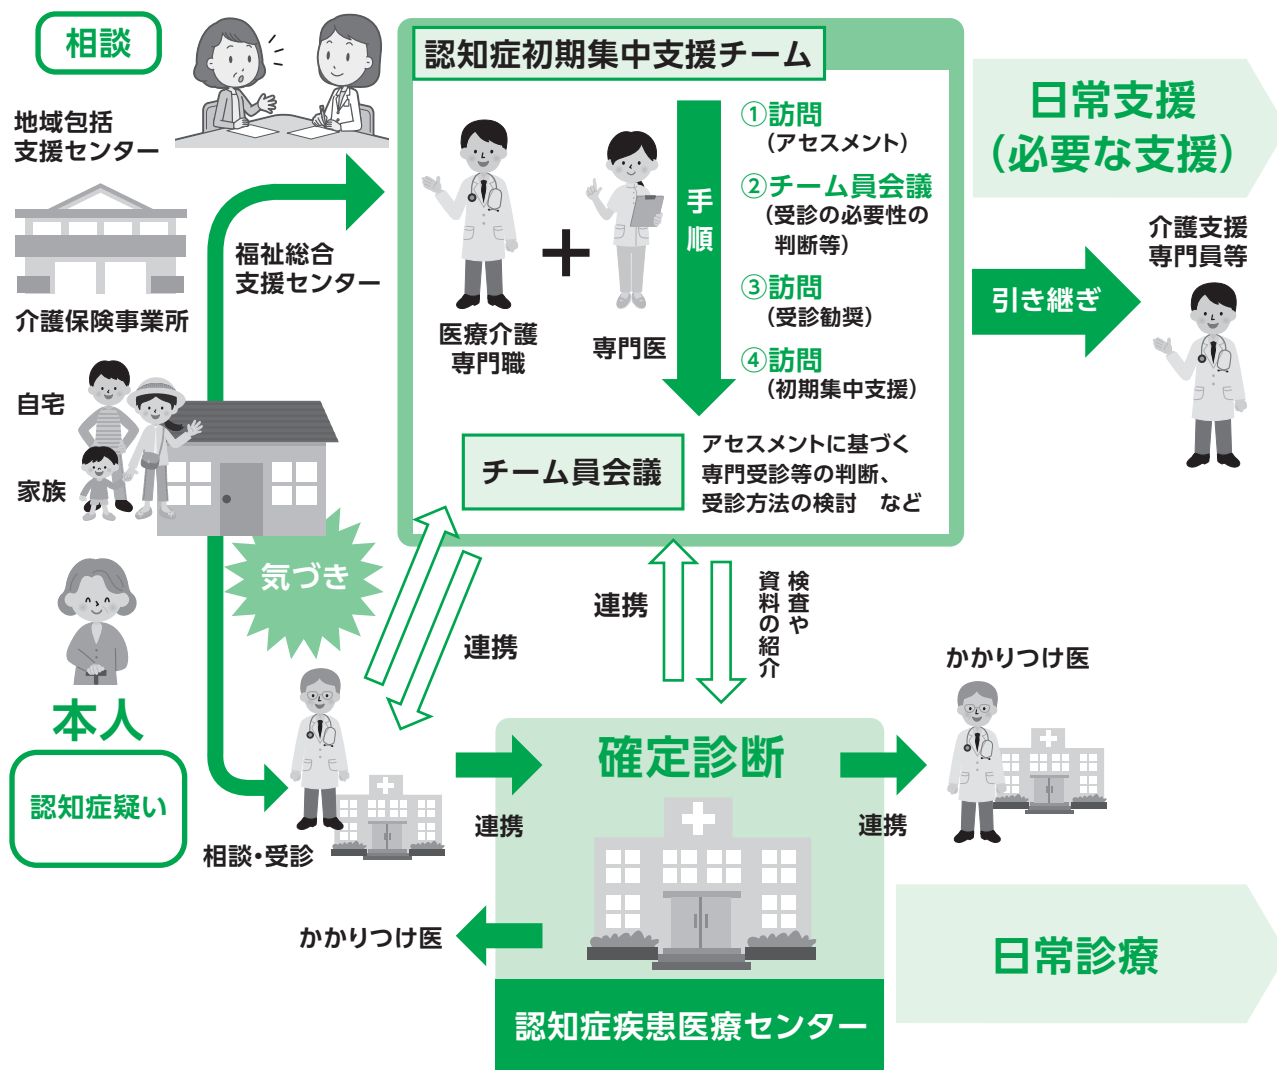 相談
地域包括
支援センター
介護保険事業所
福祉総合
支援センター
自宅
家族
気づき
本人
認知症疑い
相談・受診
認知症初期集中支援チーム
医療介護
専門職
専門医
手順
①訪問
（アセスメント）
②チーム員会議
（受診の必要性の
判断等）
③訪問
（受診勧奨）
④訪問
（初期集中支援）
チーム員会議
アセスメントに基づく
専門受診等の判断、
受診方法の検討　など
日常支援
（必要な支援）
引き継ぎ
介護支援
専門員等
連携
連携
検査や
資料の紹介
連携
確定診断
連携
かかりつけ医
かかりつけ医
認知症疾患医療センター
日常診療